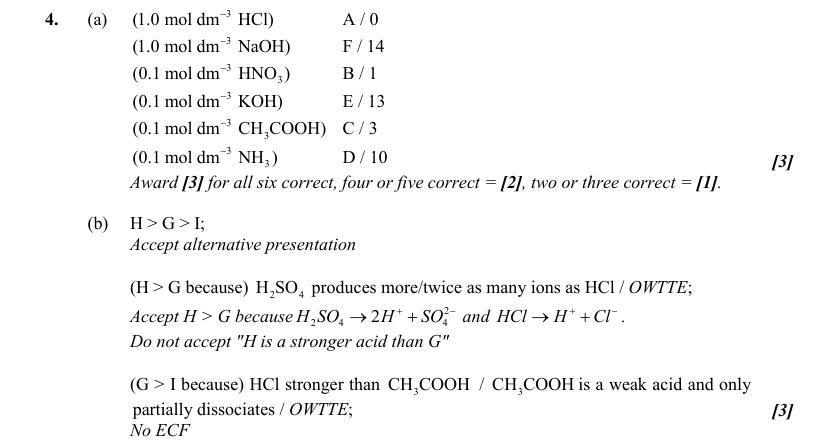 4. (a) (1.0 mol dm⁻³ HCl) A / 0
(1.0 mol dm⁻³ NaOH) F / 14
(0.1 mol dm⁻³ HNO₃) B / 1
(0.1 mol dm⁻³ KOH) E / 13
(0.1 mol dm⁻³ CH₃COOH) C / 3
(0.1 mol dm⁻³ NH₃) D / 10 [3]
Award [3] for all six correct, four or five correct = [2], two or three correct = [1].
(b) H > G > I;
Accept alternative presentation
(H > G because) H₂SO₄ produces more/twice as many ions as HCl / OWTTE;
Accept H > G because H₂SO₄ → 2H⁺ + SO₄²⁻ and HCl → H⁺ + Cl⁻ .
Do not accept "H is a stronger acid than G"
(G > I because) HCl stronger than CH₃COOH / CH₃COOH is a weak acid and only
partially dissociates / OWTTE; [3]
No ECF